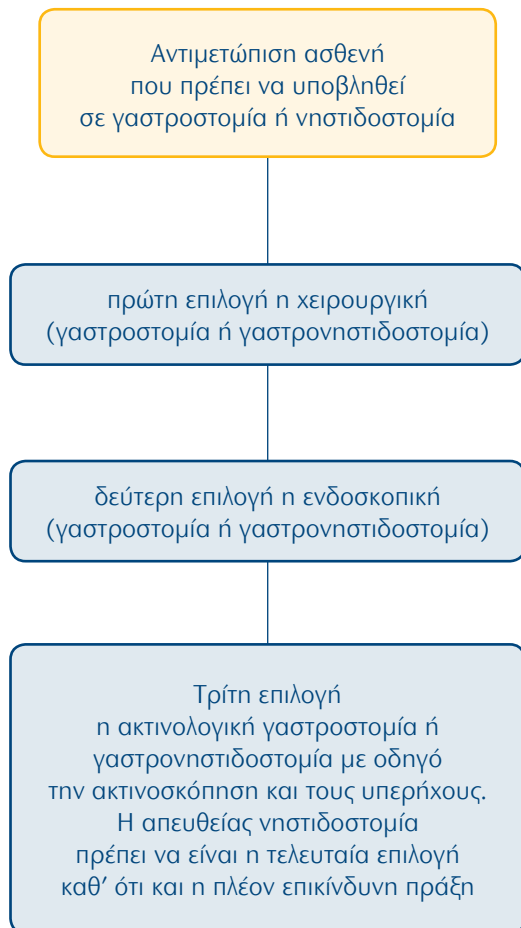 Αντιμετώπιση ασθενή
που πρέπει να υποβληθεί
σε γαστροστομία ή νηστιδοστομία
πρώτη επιλογή η χειρουργική
(γαστροστομία ή γαστρονηστιδοστομία)
δεύτερη επιλογή η ενδοσκοπική
(γαστροστομία ή γαστρονηστιδοστομία)
Τρίτη επιλογή
η ακτινολογική γαστροστομία ή
γαστρονηστιδοστομία με οδηγό
την ακτινοσκόπηση και τους υπερήχους.
Η απευθείας νηστιδοστομία
πρέπει να είναι η τελευταία επιλογή
καθ’ ότι και η πλέον επικίνδυνη πράξη